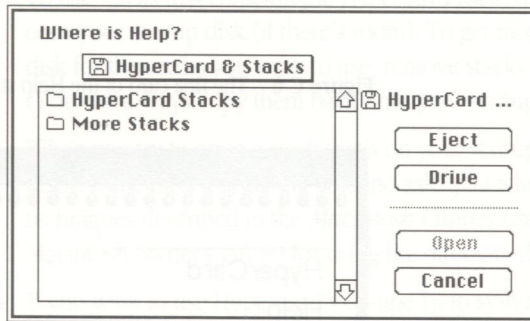 Where is Help?
HyperCard & Stacks
HyperCard Stacks
More Stacks
HyperCard ...
Eject
Drive
Open
Cancel